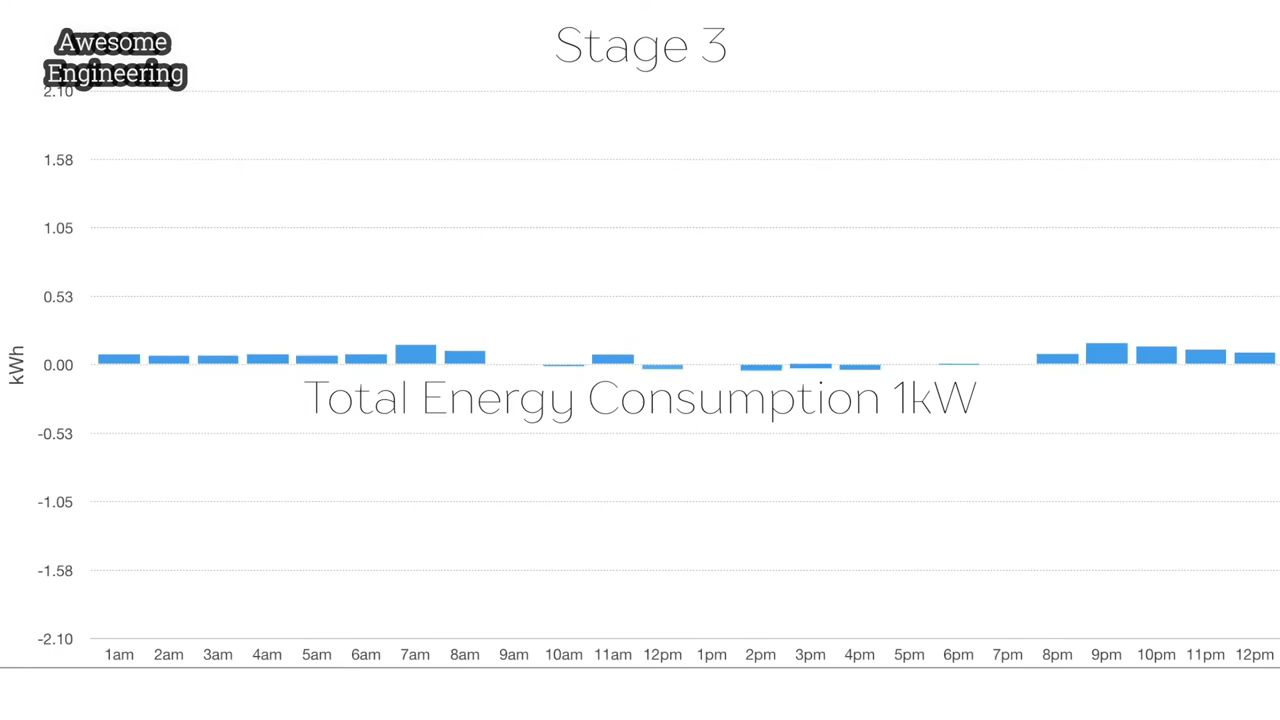 Awesome
Engineering
Stage 3
2.10
1.58
1.05
0.53
kWh
0.00
Total Energy Consumption 1kW
-0.53
-1.05
-1.58
-2.10
1am 2am 3am 4am 5am 6am 7am 8am 9am 10am 11am 12pm 1pm 2pm 3pm 4pm 5pm 6pm 7pm 8pm 9pm 10pm 11pm 12pm